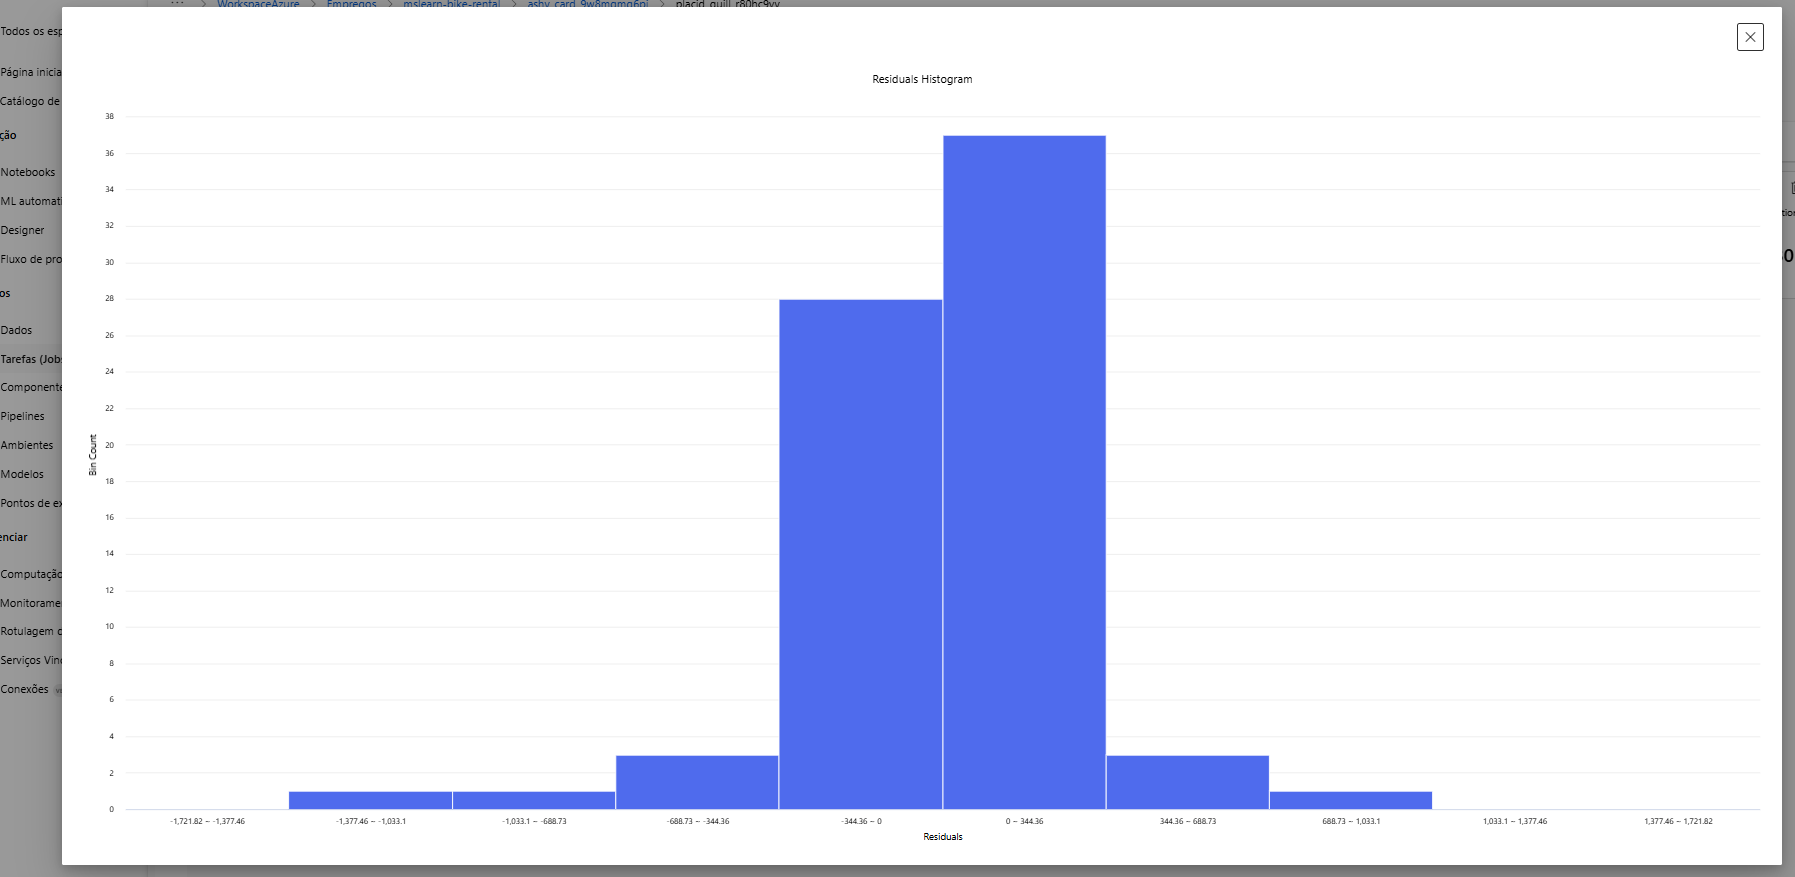 WorkspaceAzure > Empregos > mslearn-bike-rental >
Todos os esp
Página inicia
Catálogo de
ção
Notebooks
ML automati
Designer
Fluxo de pro
os
Dados
Tarefas (Job
Componente
Pipelines
Ambientes
Modelos
Pontos de ex
enciar
Computação
Monitorame
Rotulagem
Serviços Vin
Conexões
Residuals Histogram
38
36
34
32
30
28
26
24
22
20
18
16
14
12
10
8
6
4
2
0
Bin Count
-1,721.82 ~ -1,377.46
-1,377.46 ~ -1,033.1
-1,033.1 ~ -688.73
-688.73 ~ -344.36
-344.36 ~ 0
0 ~ 344.36
344.36 ~ 688.73
688.73 ~ 1,033.1
1,033.1 ~ 1,377.46
1,377.46 ~ 1,721.82
Residuals